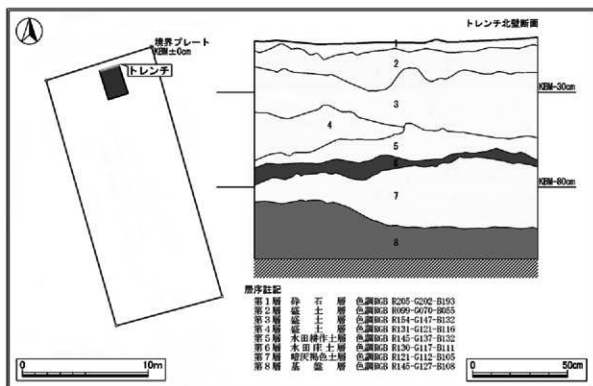 境界プレート
KBM±0cm
トレンチ
トレンチ北壁断面
1
2
KBM-30cm
3
4
5
6
KBM-80cm
7
8
層序註記
第1層 砕石層 色調RGB R205-G202-B193
第2層 盛土層 色調RGB R099-G070-B055
第3層 盛土層 色調RGB R154-G147-B132
第4層 盛土層 色調RGB R131-G121-B116
第5層 水田耕作土層 色調RGB R145-G137-B132
第6層 水田床土層 色調RGB R130-G117-B111
第7層 暗灰褐色土層 色調RGB R121-G112-B105
第8層 基盤層 色調RGB R145-G127-B108
0 10m
0 50cm